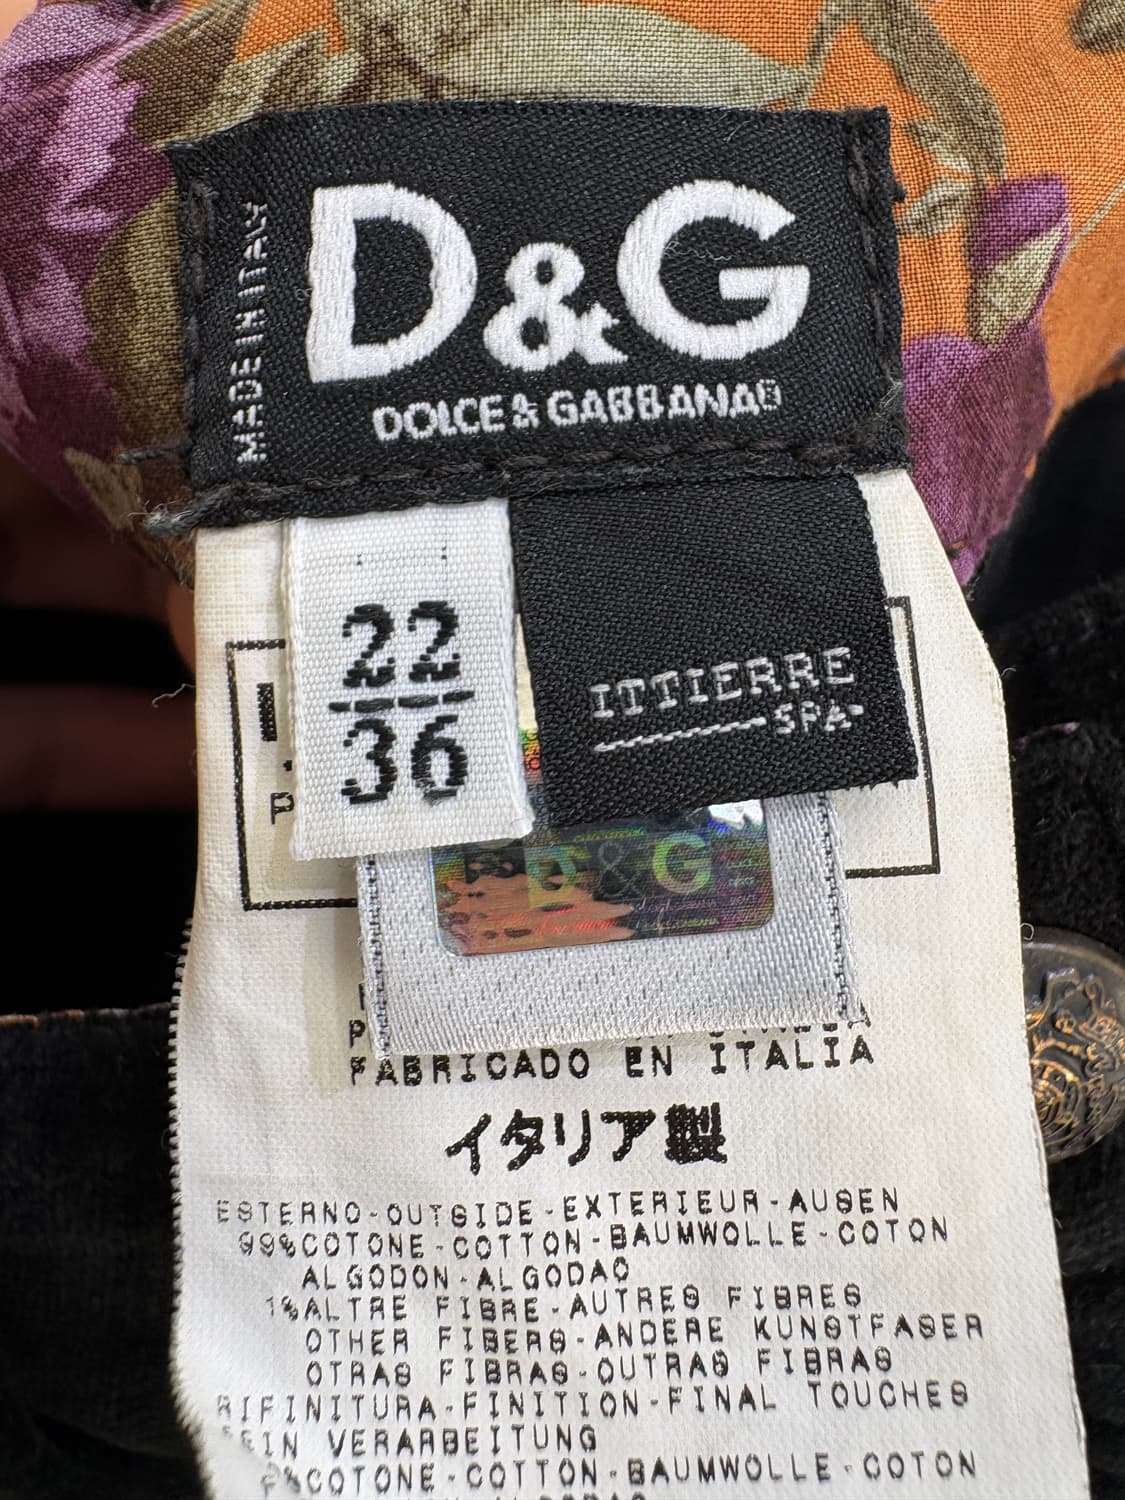 MADE IN ITALY
D&G
DOLCE & GABBANA®
22
36
ITTIERRE
SPA
D&G
FABRICADO EN ITALIA
イタリア製
ESTERNO-OUTSIDE-EXTERIEUR-AUSEN
99%COTONE-COTTON-BAUMWOLLE-COTON
ALGODON-ALGODAO
1%ALTRE FIBRE-AUTRES FIBRES
OTHER FIBERS-ANDERE KUNSTFASER
OTRAS FIBRAS-OUTRAS FIBRAS
RIFINITURA-FINITION-FINAL TOUCHES
VERARBEITUNG
%COTONE-COTTON-BAUMWOLLE-COTON